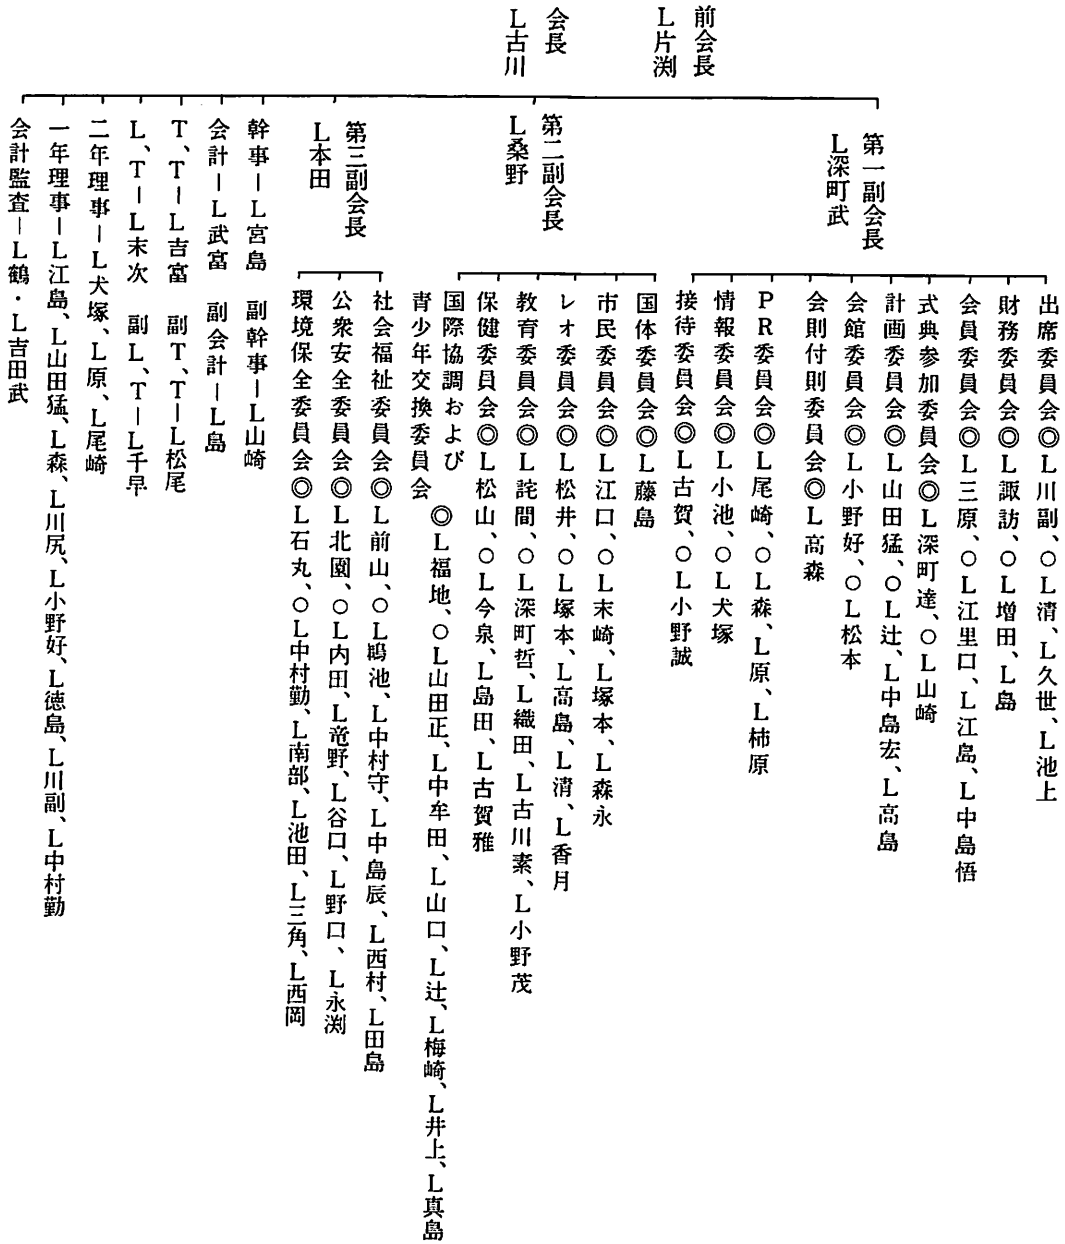 前会長
L片渕
会長
L古川
第一副会長
L深町武
出席委員会◎L川副、○L清、L久世、L池上
財務委員会◎L諏訪、○L増田、L島
会員委員会◎L三原、○L江里口、L江島、L中島悟
式典参加委員会◎L深町達、○L山崎
計画委員会◎L山田猛、○L辻、L中島宏、L高島
会館委員会◎L小野好、○L松本
会則付則委員会◎L高森
PR委員会◎L尾崎、○L森、L原、L柿原
情報委員会◎L小池、○L犬塚
接待委員会◎L古賀、○L小野誠
第二副会長
L桑野
国体委員会◎L藤島
市民委員会◎L江口、○L末崎、L塚本、L森永
レオ委員会◎L松井、○L塚本、L高島、L清、L香月
教育委員会◎L詫間、○L深町哲、L織田、L古川素、L小野茂
保健委員会◎L松山、○L今泉、L島田、L古賀雅
国際協調および
青少年交換委員会
◎L福地、○L山田正、L中牟田、L山口、L辻、L梅崎、L井上、L真島
第三副会長
L本田
社会福祉委員会◎L前山、○L鴫池、L中村守、L中島辰、L西村、L田島
公衆安全委員会◎L北園、○L内田、L竜野、L谷口、L野口、L永渕
環境保全委員会◎L石丸、○L中村勤、L南部、L池田、L三角、L西岡
幹事ーL宮島　副幹事ーL山崎
会計ーL武富　副会計ーL島
T、TーL吉富　副T、TーL松尾
L、TーL末次　副L、TーL千早
二年理事ーL犬塚、L原、L尾崎
一年理事ーL江島、L山田猛、L森、L川尻、L小野好、L徳島、L川副、L中村勤
会計監査ーL鶴・L吉田武